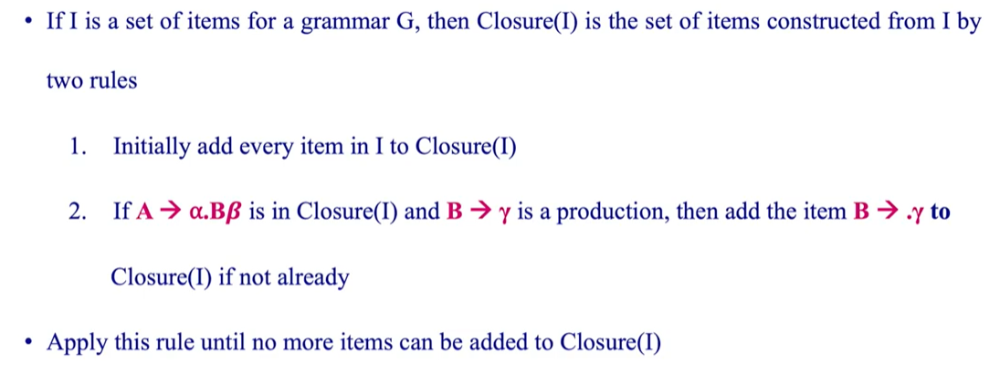 • If I is a set of items for a grammar G, then Closure(I) is the set of items constructed from I by
two rules
1. Initially add every item in I to Closure(I)
2. If A → α.Bβ is in Closure(I) and B → γ is a production, then add the item B → .γ to
Closure(I) if not already
• Apply this rule until no more items can be added to Closure(I)